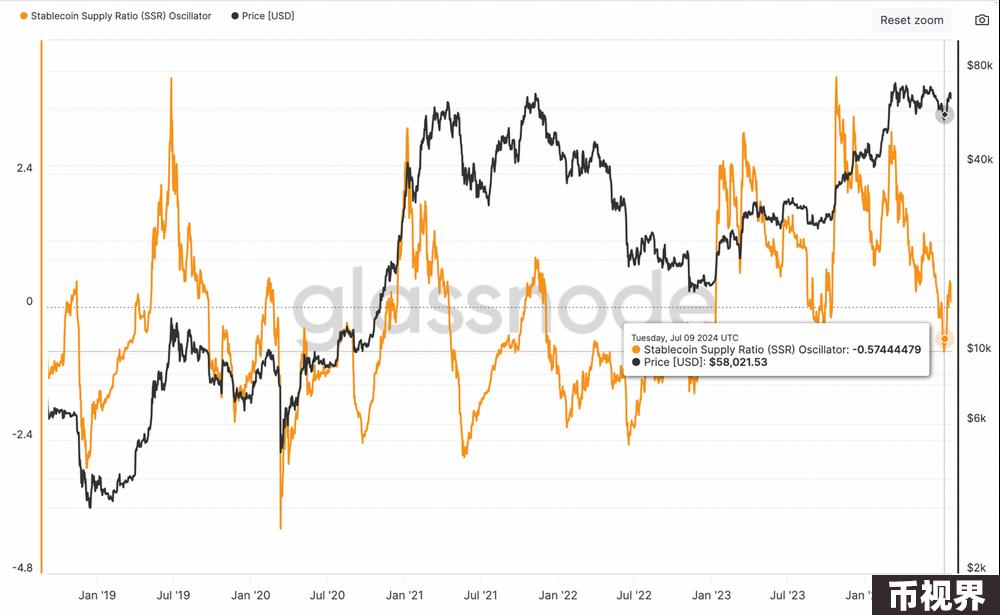 Stablecoin Supply Ratio (SSR) Oscillator Price [USD] Reset zoom
$80k
2.4 $40k
0
glassnode
Tuesday, Jul 09 2024 UTC
Stablecoin Supply Ratio (SSR) Oscillator: -0.57444479
Price [USD]: $58,021.53
$10k
$6k
-2.4
-4.8 $2k
Jan '19 Jul '19 Jan '20 Jul '20 Jan '21 Jul '21 Jan '22 Jul '22 Jan '23 Jul '23 Jan '
币视界